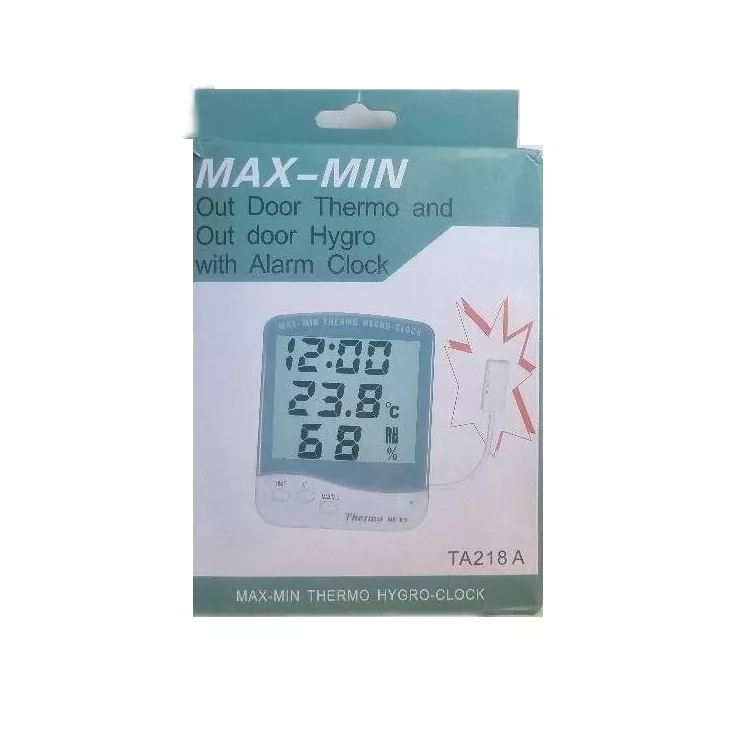 MAX-MIN
Out Door Thermo and
Out door Hygro
with Alarm Clock
MAX-MIN THERMO HYGRO-CLOCK
12:00
23.8 °C
68 RH %
Thermo
TA218A
MAX-MIN THERMO HYGRO-CLOCK